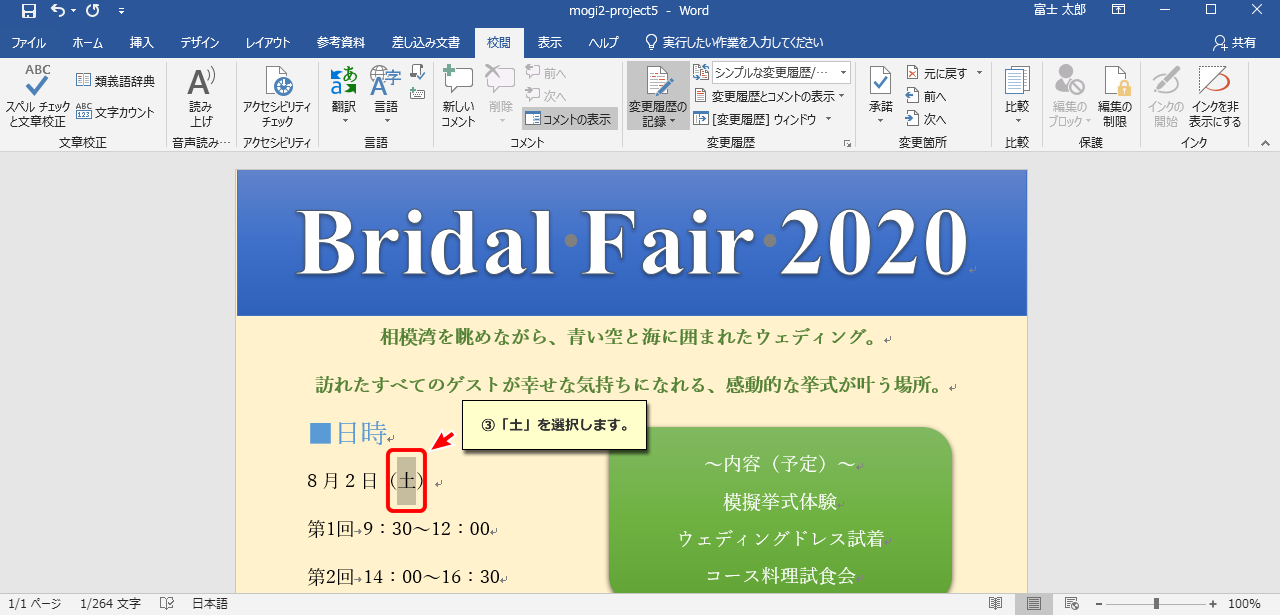 mogi2-project5 - Word
富士 太郎
ファイル ホーム 挿入 デザイン レイアウト 参考資料 差し込み文書 校閲 表示 ヘルプ 実行したい作業を入力してください 共有
ABC
スペル チェック
と文章校正
類義語辞典
ABC
123
文字カウント
文章校正
A
読み
上げ
音声読み…
アクセシビリティ
チェック
アクセシビリティ
あ
a
翻訳
字
A
言語
言語
新しい
コメント
削除
前へ
次へ
コメントの表示
コメント
変更履歴の
記録
シンプルな変更履歴/…
変更履歴とコメントの表示
[変更履歴] ウィンドウ
変更履歴
承諾
元に戻す
前へ
次へ
変更箇所
比較
比較
編集の
ブロック
編集の
制限
保護
インクの
開始
インクを非
表示にする
インク
Bridal Fair 2020
相模湾を眺めながら、青い空と海に囲まれたウェディング。
訪れたすべてのゲストが幸せな気持ちになれる、感動的な挙式が叶う場所。
③「土」を選択します。
■日時
8月2日（土）
第1回→9：30～12：00
第2回→14：00～16：30
～内容（予定）～
模擬挙式体験
ウェディングドレス試着
コース料理試食会
1/1 ページ 1/264 文字 日本語 100%